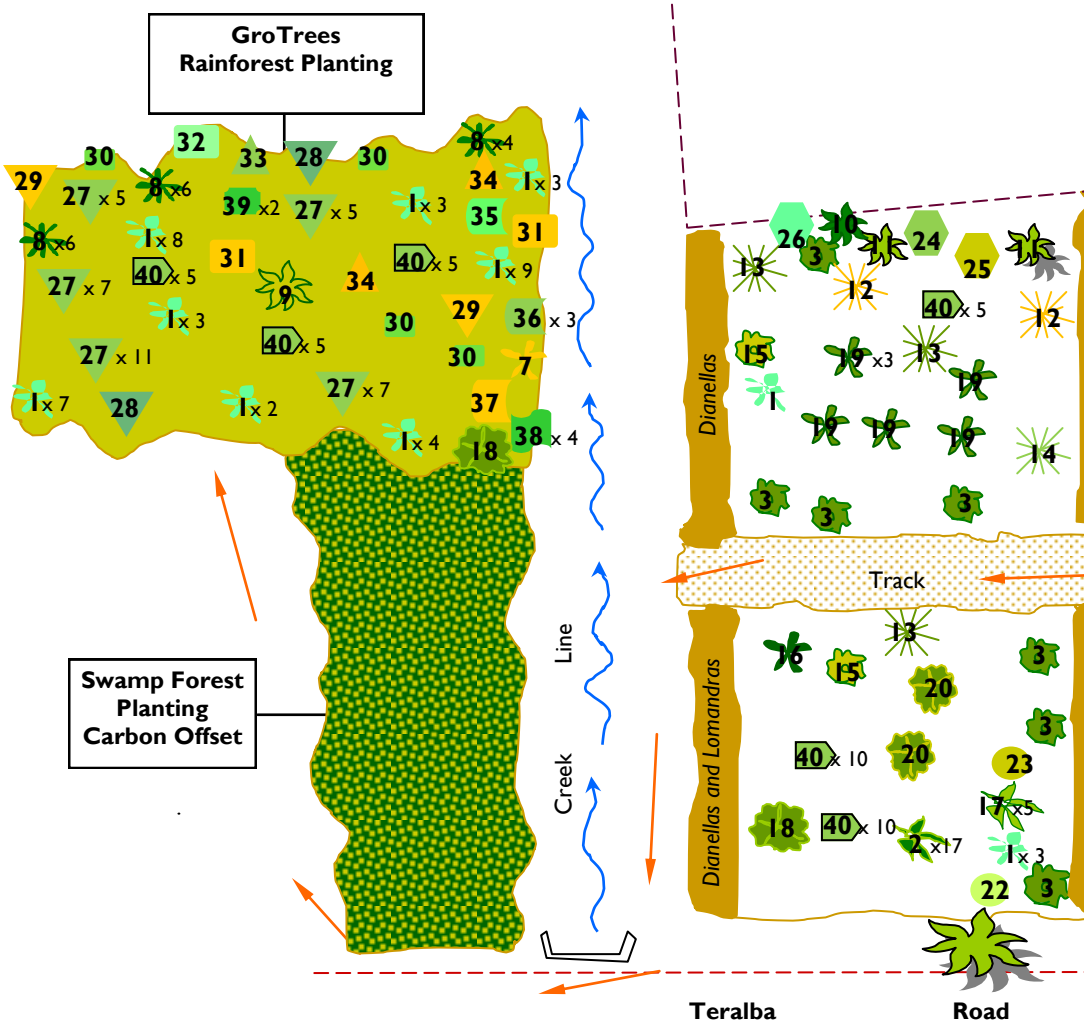 GroTrees
Rainforest Planting
32
8 x4
30
33
28
30
29
27 x 5
8 x6
34
1 x 3
39 x2
27 x 5
1 x 3
35
8 x6
1 x 8
31
31
40 x 5
40 x 5
1 x 9
27 x 7
9
34
1 x 3
30
29
36 x 3
40 x 5
27 x 11
30
7
27 x 7
1 x 7
28
1 x 2
37
1 x 4
18
38 x 4
Swamp Forest
Planting
Carbon Offset
Creek Line
Dianellas
26
10
3
11
24
11
13
25
12
40 x 5
12
15
19 x3
13
1
19
19
19
19
14
3
3
3
Track
Dianellas and Lomandras
13
16
15
3
20
3
40 x 10
20
23
17 x5
18
40 x 10
2 x17
1 x 3
22
3
Teralba Road